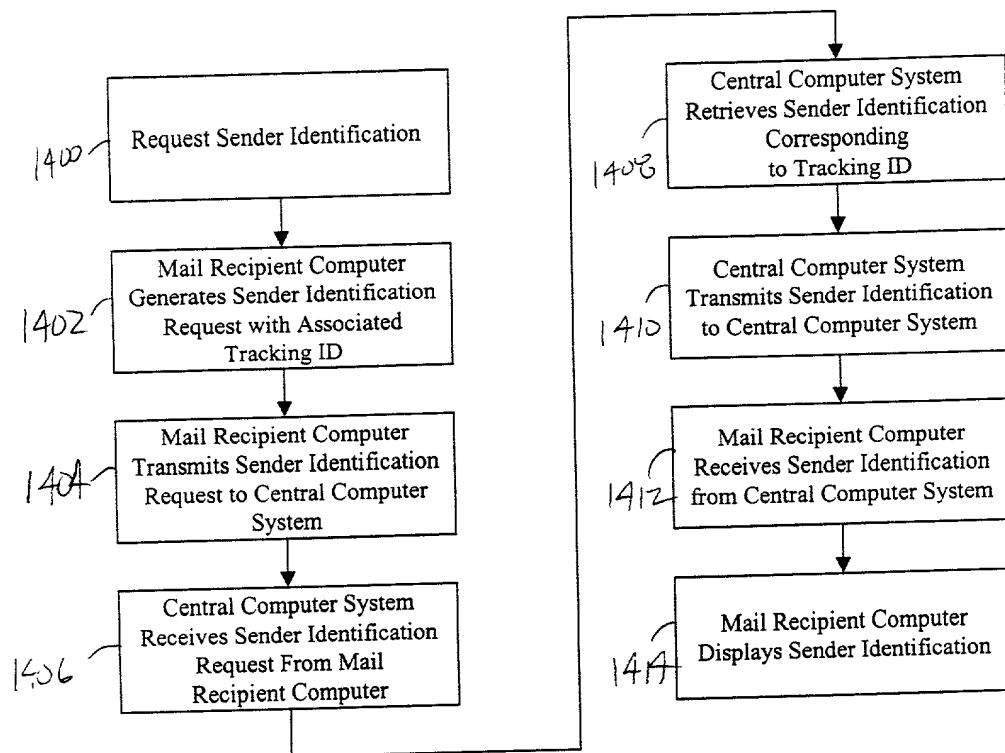 Request Sender Identification
1400
Mail Recipient Computer
Generates Sender Identification
Request with Associated
Tracking ID
1402
Mail Recipient Computer
Transmits Sender Identification
Request to Central Computer
System
1404
Central Computer System
Receives Sender Identification
Request From Mail
Recipient Computer
1406
Central Computer System
Retrieves Sender Identification
Corresponding
to Tracking ID
1408
Central Computer System
Transmits Sender Identification
to Central Computer System
1410
Mail Recipient Computer
Receives Sender Identification
from Central Computer System
1412
Mail Recipient Computer
Displays Sender Identification
1414